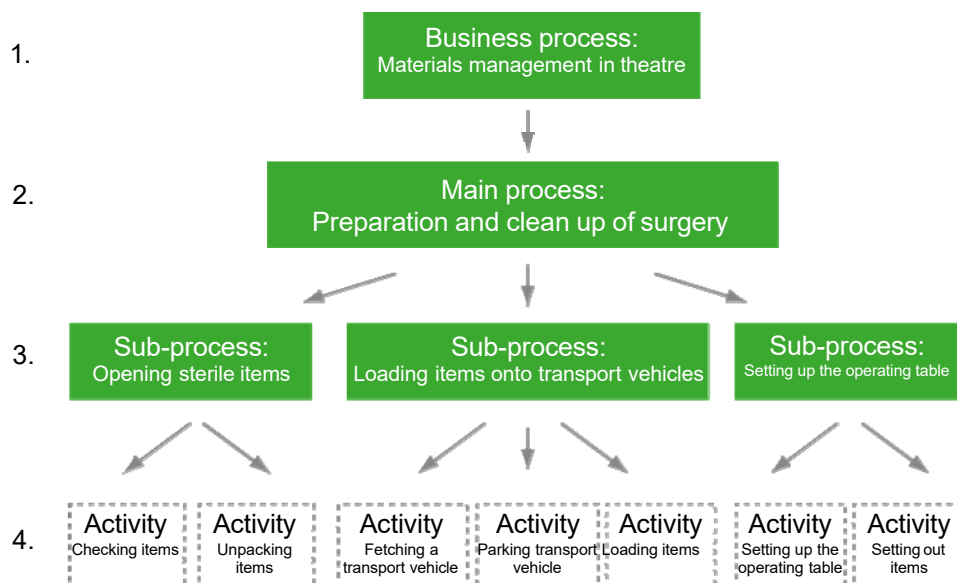 1.
Business process:
Materials management in theatre
2.
Main process:
Preparation and clean up of surgery
3.
Sub-process:
Opening sterile items
Sub-process:
Loading items onto transport vehicles
Sub-process:
Setting up the operating table
4.
Activity
Checking items
Activity
Unpacking
items
Activity
Fetching a
transport vehicle
Activity
Parking transport
vehicle
Activity
Loading items
Activity
Setting up the
operating table
Activity
Setting out
items